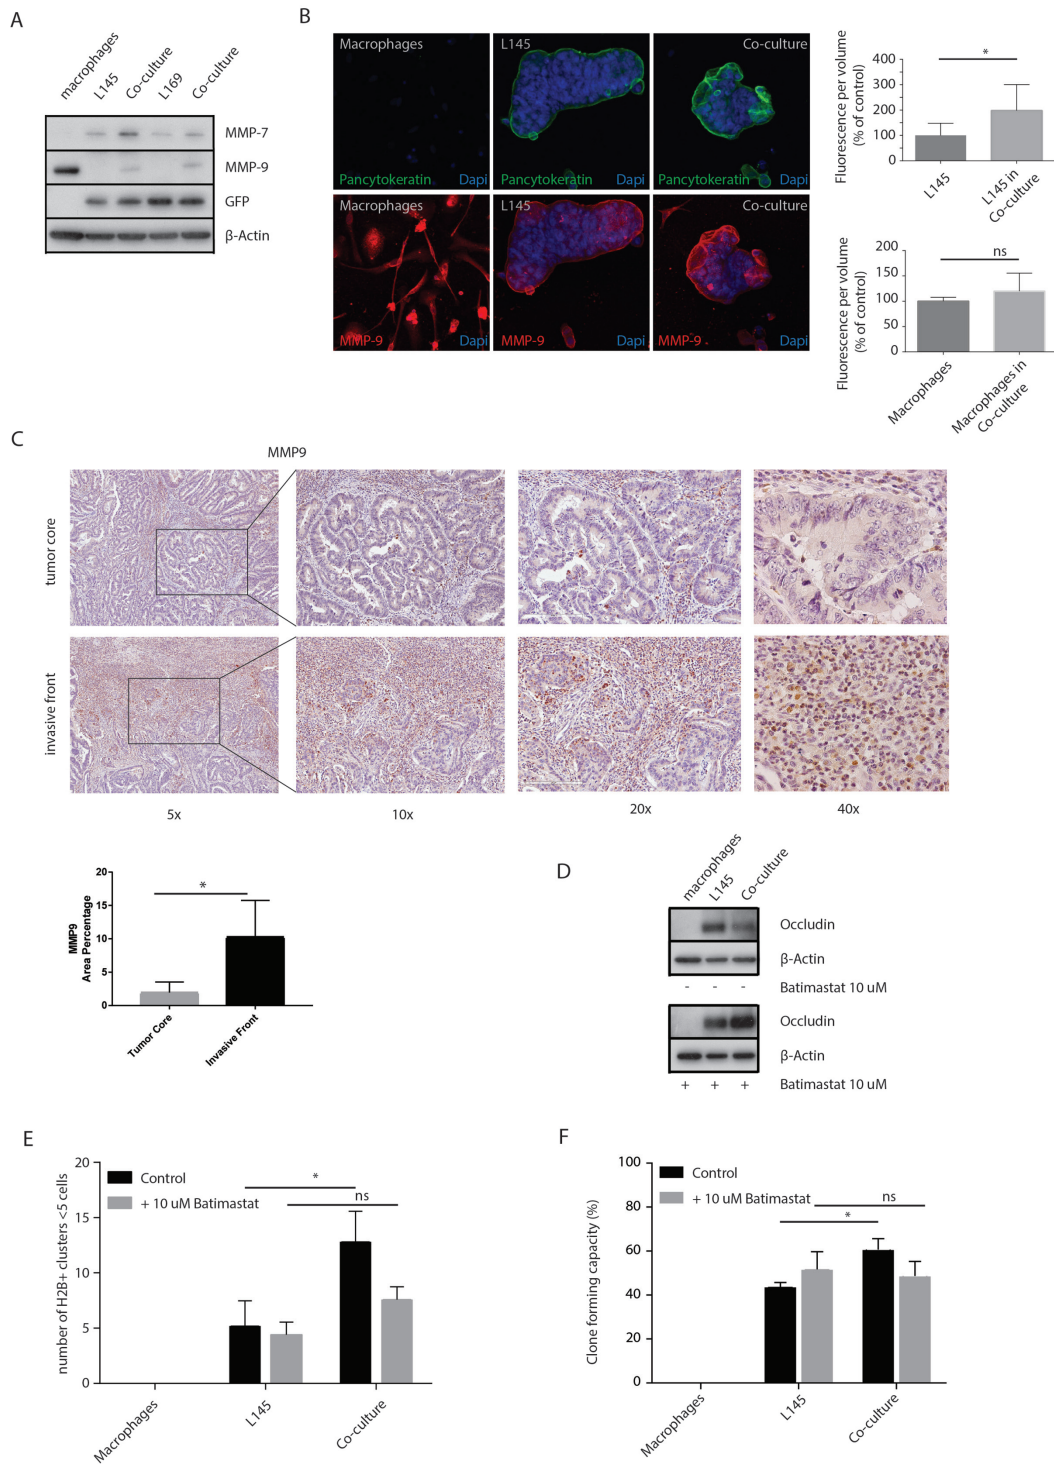 A
macrophages
L145
Co-culture
L169
Co-culture
MMP-7
MMP-9
GFP
β-Actin
B
Macrophages
L145
Co-culture
Pancytokeratin
Dapi
Pancytokeratin
Dapi
Pancytokeratin
Dapi
Macrophages
L145
Co-culture
MMP-9
Dapi
MMP-9
Dapi
MMP-9
Dapi
Fluorescence per volume
(% of control)
400
300
200
100
0
*
L145
L145 in
Co-culture
Fluorescence per volume
(% of control)
200
150
100
50
0
ns
Macrophages
Macrophages in
Co-culture
C
MMP9
tumor core
invasive front
5x
10x
20x
40x
MMP9
Area Percentage
20
15
10
5
0
*
Tumor Core
Invasive Front
D
macrophages
L145
Co-culture
Occludin
β-Actin
- - - Batimastat 10 uM
Occludin
β-Actin
+ + + Batimastat 10 uM
E
number of H2B+ clusters <5 cells
20
15
10
5
0
Control
+ 10 uM Batimastat
*
ns
Macrophages
L145
Co-culture
F
Clone forming capacity (%)
100
80
60
40
20
0
Control
+ 10 uM Batimastat
ns
*
Macrophages
L145
Co-culture